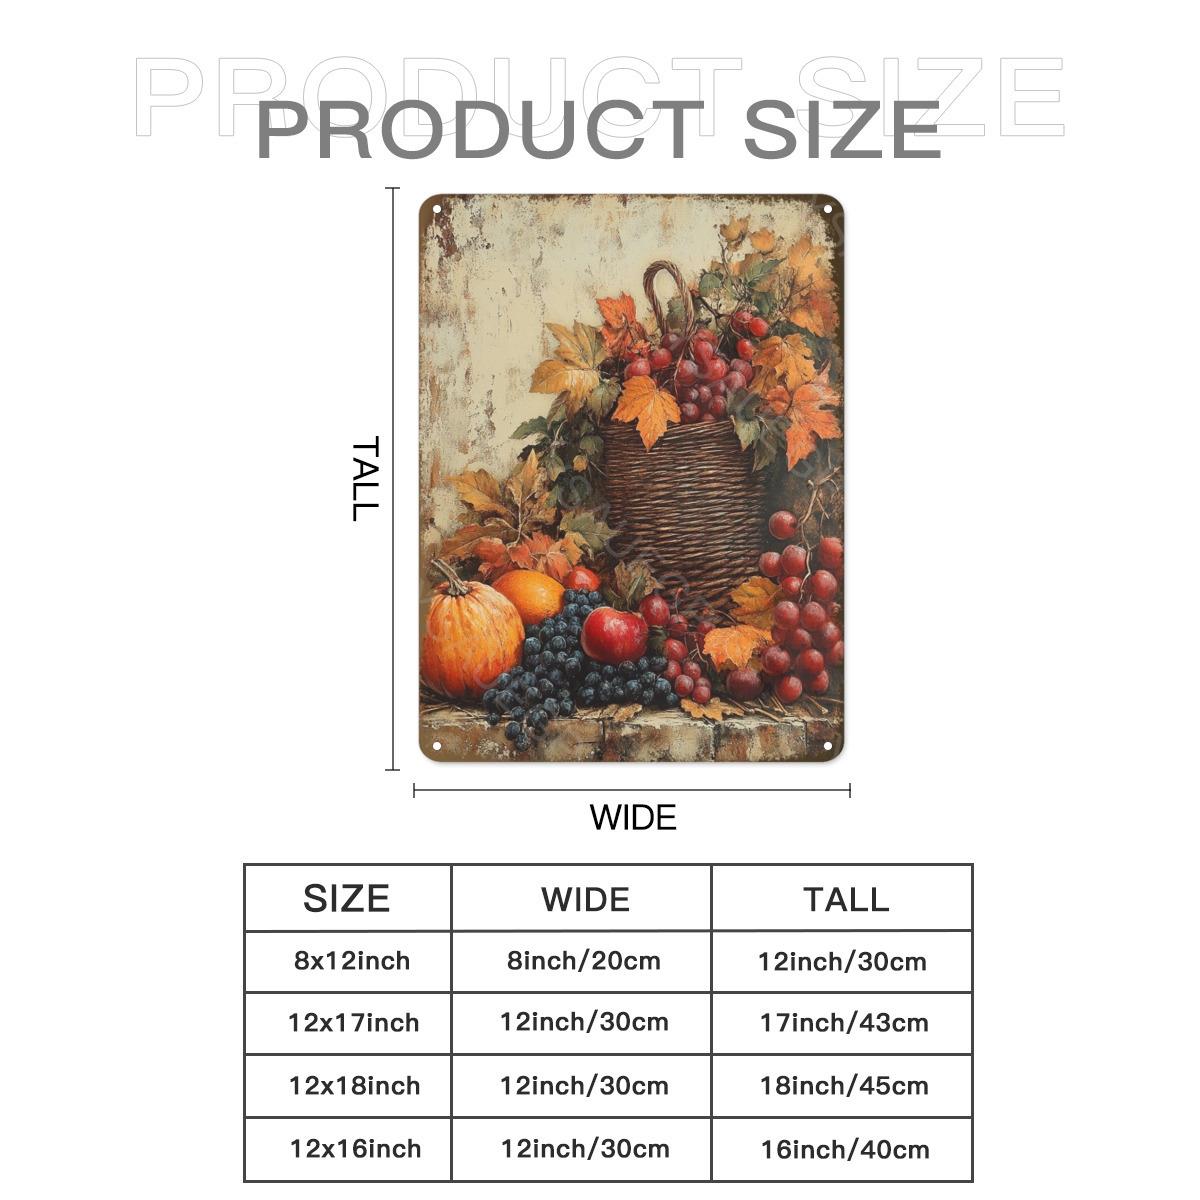 PRODUCT SIZE
PRODUCT SIZE
TALL
WIDE
SIZE WIDE TALL
8x12inch 8inch/20cm 12inch/30cm
12x17inch 12inch/30cm 17inch/43cm
12x18inch 12inch/30cm 18inch/45cm
12x16inch 12inch/30cm 16inch/40cm